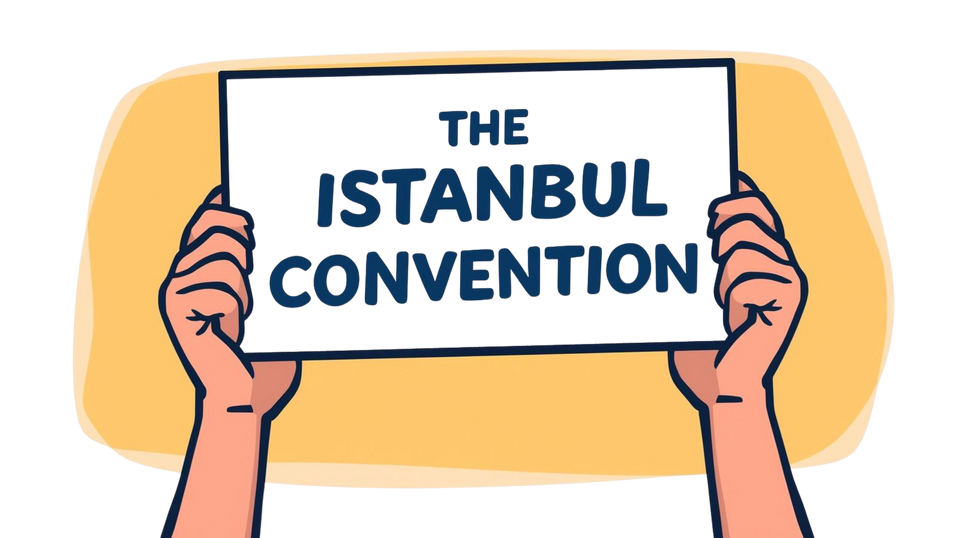 THE
ISTANBUL
CONVENTION